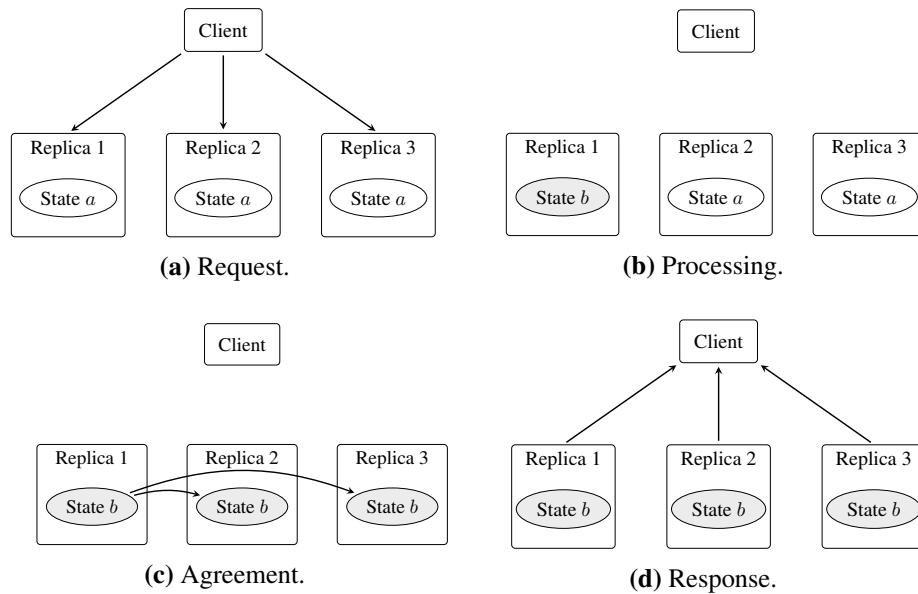 Client
Replica 1
Replica 2
Replica 3
State a
State a
State a
(a) Request.
Client
Replica 1
Replica 2
Replica 3
State b
State a
State a
(b) Processing.
Client
Replica 1
Replica 2
Replica 3
State b
State b
State b
(c) Agreement.
Client
Replica 1
Replica 2
Replica 3
State b
State b
State b
(d) Response.